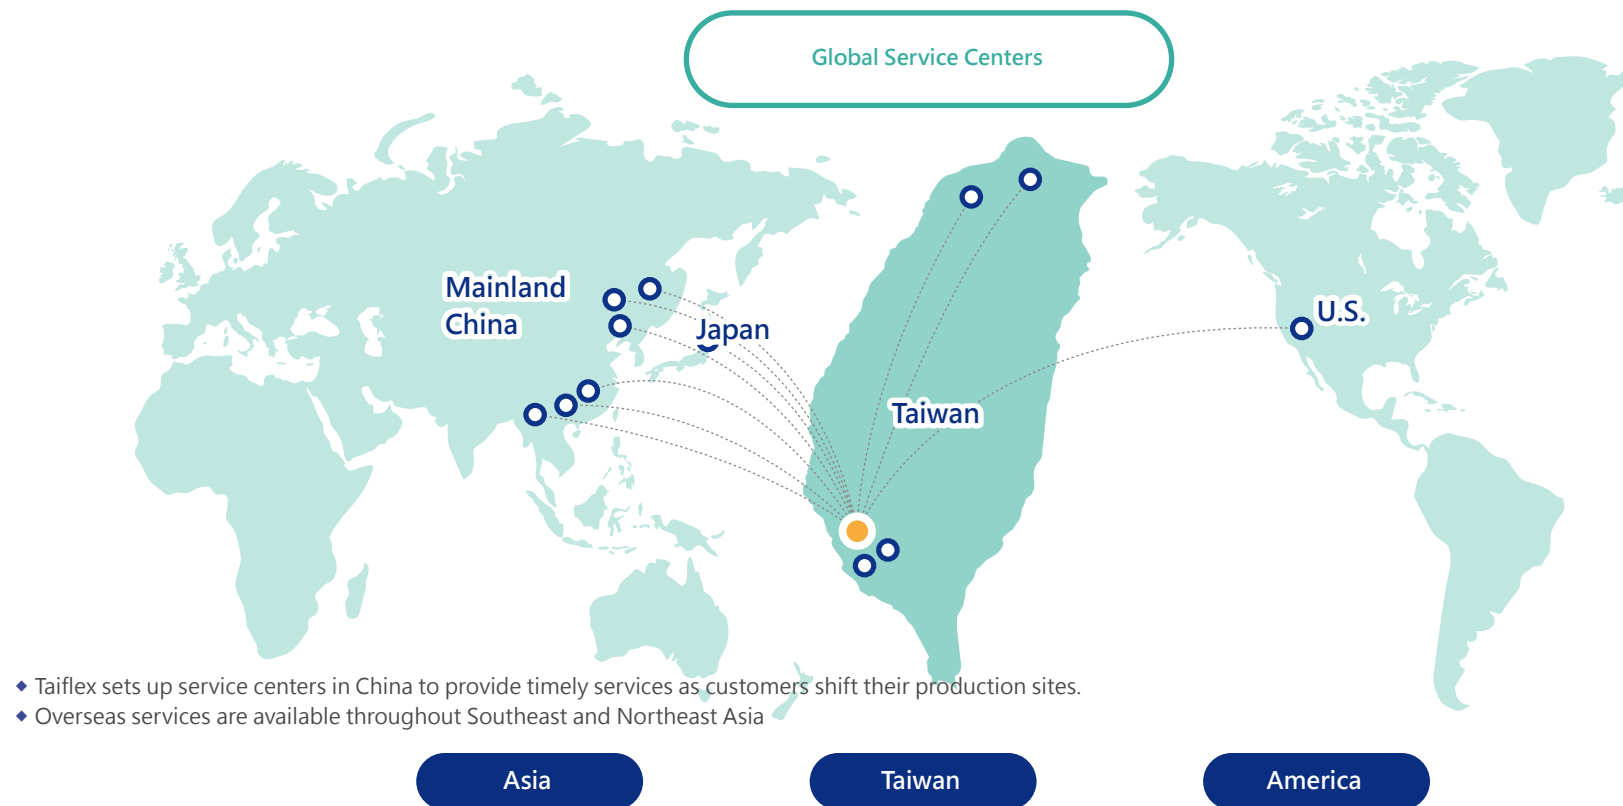 Global Service Centers
Mainland
China
Japan
Taiwan
U.S.
◆ Taiflex sets up service centers in China to provide timely services as customers shift their production sites.
◆ Overseas services are available throughout Southeast and Northeast Asia
Asia
Taiwan
America